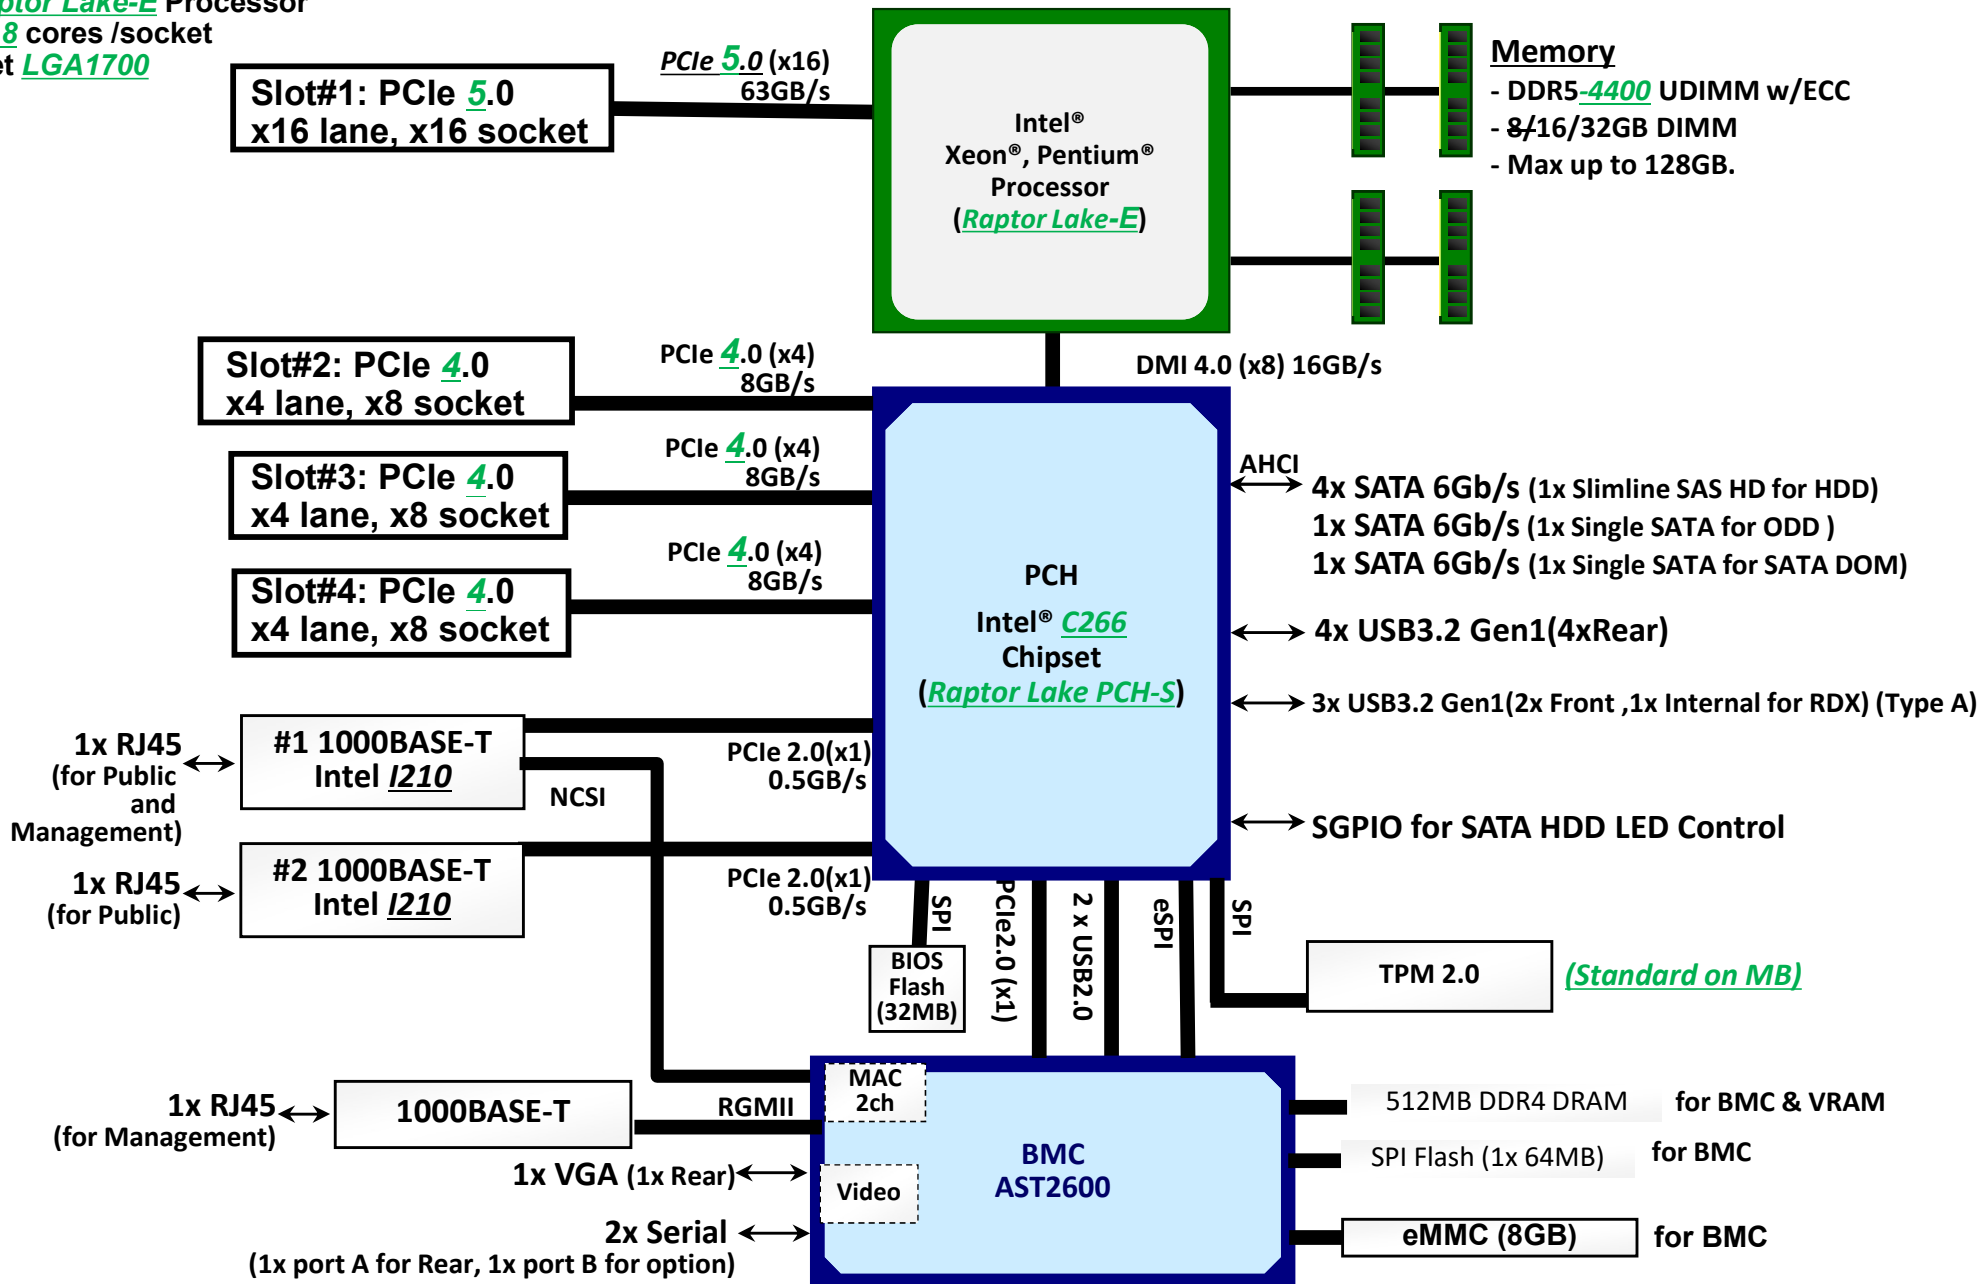 Lake-E Processor
8 cores /socket
LGA1700
Slot#1: PCIe 5.0
x16 lane, x16 socket
PCIe 5.0 (x16)
63GB/s
Intel®
Xeon®, Pentium®
Processor
(Raptor Lake-E)
Memory
- DDR5-4400 UDIMM w/ECC
- 8/16/32GB DIMM
- Max up to 128GB.
DMI 4.0 (x8) 16GB/s
Slot#2: PCIe 4.0
x4 lane, x8 socket
PCIe 4.0 (x4)
8GB/s
Slot#3: PCIe 4.0
x4 lane, x8 socket
PCIe 4.0 (x4)
8GB/s
Slot#4: PCIe 4.0
x4 lane, x8 socket
PCIe 4.0 (x4)
8GB/s
PCH
Intel® C266
Chipset
(Raptor Lake PCH-S)
AHCI
4x SATA 6Gb/s (1x Slimline SAS HD for HDD)
1x SATA 6Gb/s (1x Single SATA for ODD )
1x SATA 6Gb/s (1x Single SATA for SATA DOM)
4x USB3.2 Gen1(4xRear)
3x USB3.2 Gen1(2x Front ,1x Internal for RDX) (Type A)
SGPIO for SATA HDD LED Control
1x RJ45
(for Public
and
Management)
#1 1000BASE-T
Intel I210
PCIe 2.0(x1)
0.5GB/s
NCSI
1x RJ45
(for Public)
#2 1000BASE-T
Intel I210
PCIe 2.0(x1)
0.5GB/s
SPI
BIOS
Flash
(32MB)
PCIe2.0 (x1)
2 x USB2.0
eSPI
SPI
TPM 2.0
(Standard on MB)
1x RJ45
(for Management)
1000BASE-T
RGMII
MAC
2ch
BMC
AST2600
Video
1x VGA (1x Rear)
2x Serial
(1x port A for Rear, 1x port B for option)
512MB DDR4 DRAM
for BMC & VRAM
SPI Flash (1x 64MB)
for BMC
eMMC (8GB)
for BMC